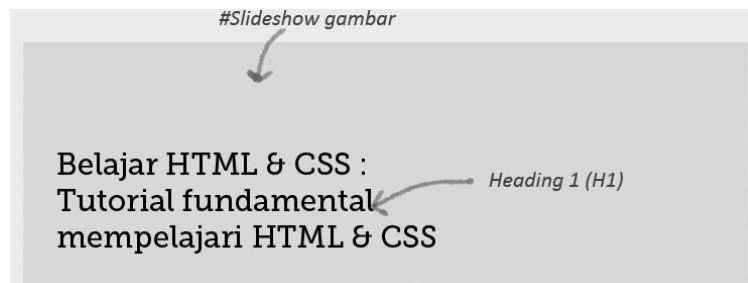 #Slideshow gambar
Belajar HTML & CSS :
Tutorial fundamental
mempelajari HTML & CSS
Heading 1 (H1)